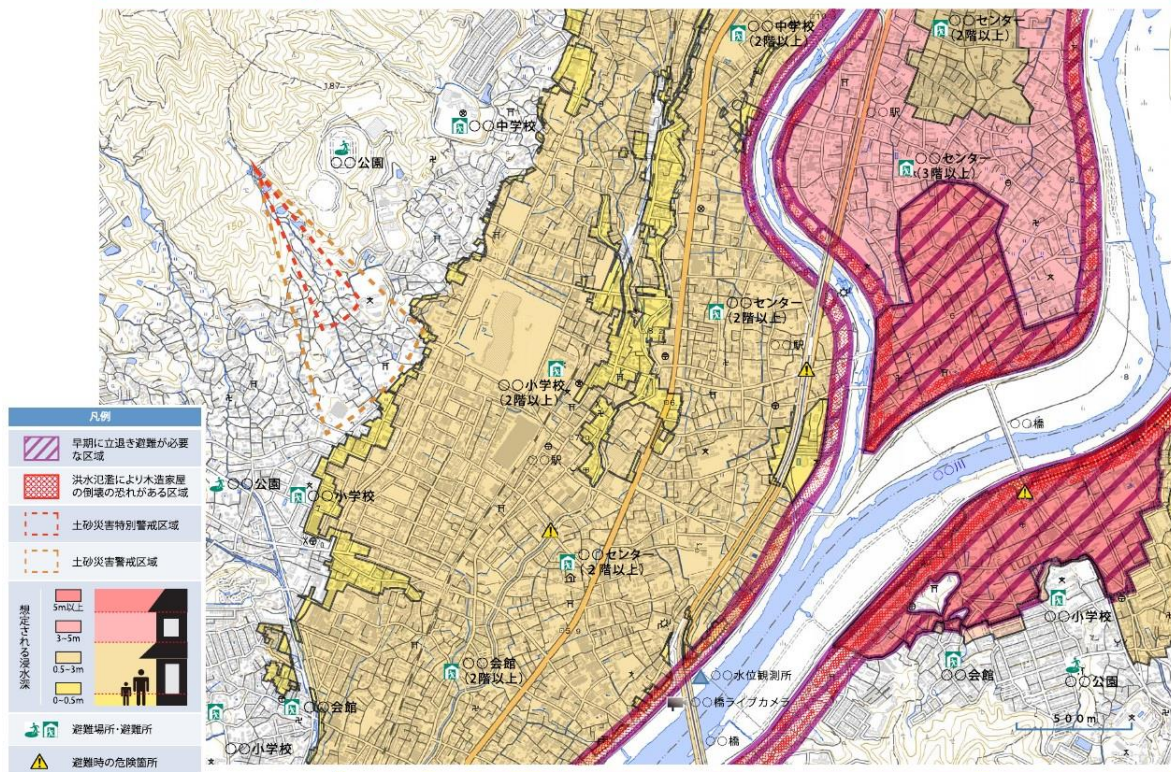 ○○中学校
(2階以上)
○○センター
(2階以上)
187
○○中学校
○○駅
○○公園
○○センター
(3階以上)
150
○○センター
(2階以上)
○○駅
○○小学校
(2階以上)
○○橋
○○川
○○駅
○○公園
○○小学校
○○センター
(2階以上)
○○小学校
○○会館
(2階以上)
○○水位観測所
○○会館
○○公園
○○橋ライブカメラ
○○会館
500m
○○小学校
○○橋
凡例
早期に立退き避難が必要
な区域
洪水氾濫により木造家屋
の倒壊の恐れがある区域
土砂災害特別警戒区域
土砂災害警戒区域
想定される浸水深
5m以上
3~5m
0.5~3m
0~0.5m
避難場所・避難所
避難時の危険箇所